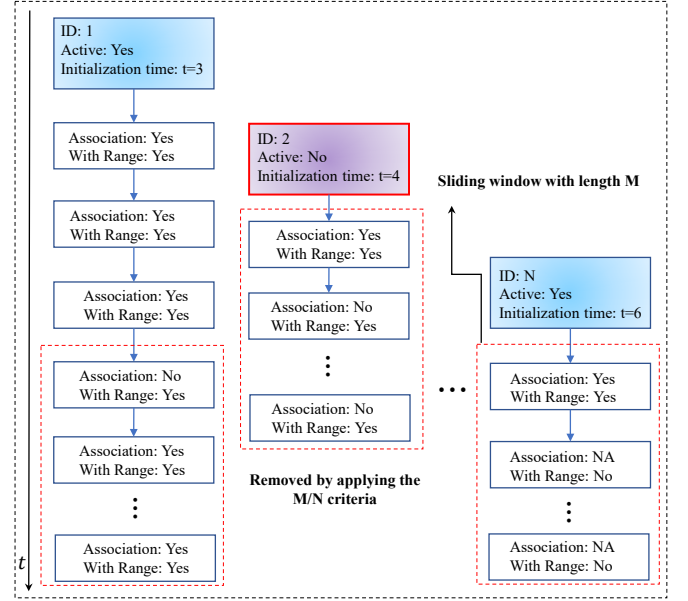 ID: 1
Active: Yes
Initialization time: t=3
Association: Yes
With Range: Yes
Association: Yes
With Range: Yes
Association: Yes
With Range: Yes
Association: No
With Range: Yes
Association: Yes
With Range: Yes
⋮
Association: Yes
With Range: Yes
t
ID: 2
Active: No
Initialization time: t=4
Association: Yes
With Range: Yes
Association: No
With Range: Yes
⋮
Association: No
With Range: Yes
Removed by applying the
M/N criteria
...
Sliding window with length M
ID: N
Active: Yes
Initialization time: t=6
Association: Yes
With Range: Yes
Association: NA
With Range: No
⋮
Association: NA
With Range: No